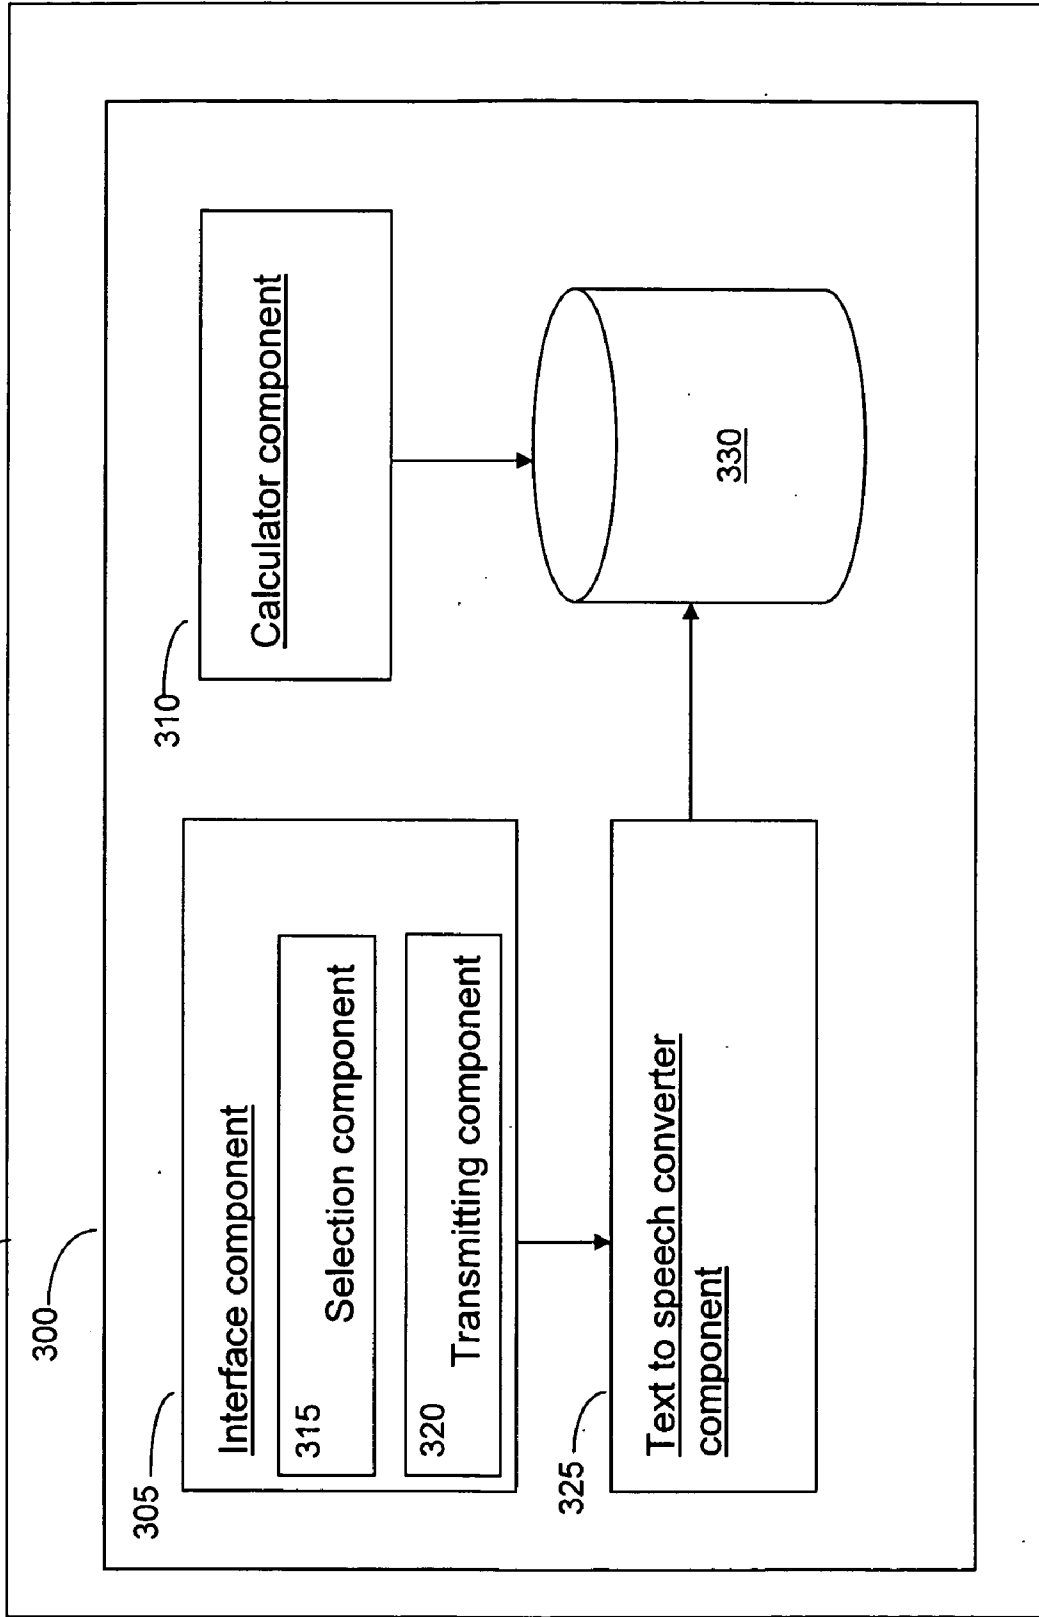 300
305
Interface component
315
Selection component
320
Transmitting component
310
Calculator component
325
Text to speech converter
component
330